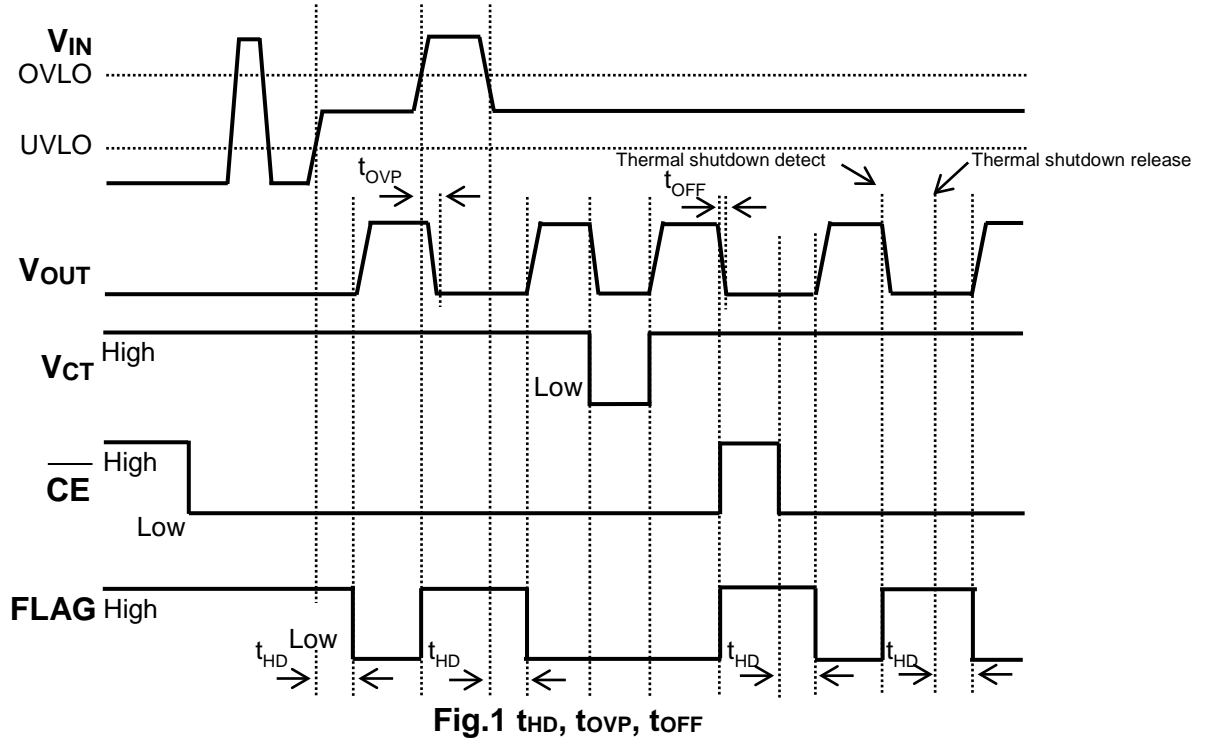 VIN
OVLO
UVLO
Thermal shutdown detect
Thermal shutdown release
tOVP
tOFF
VOUT
High
VCT
Low
High
CE
Low
FLAG High
Low
tHD
tHD
tHD
tHD
Fig.1 tHD, tOVP, tOFF